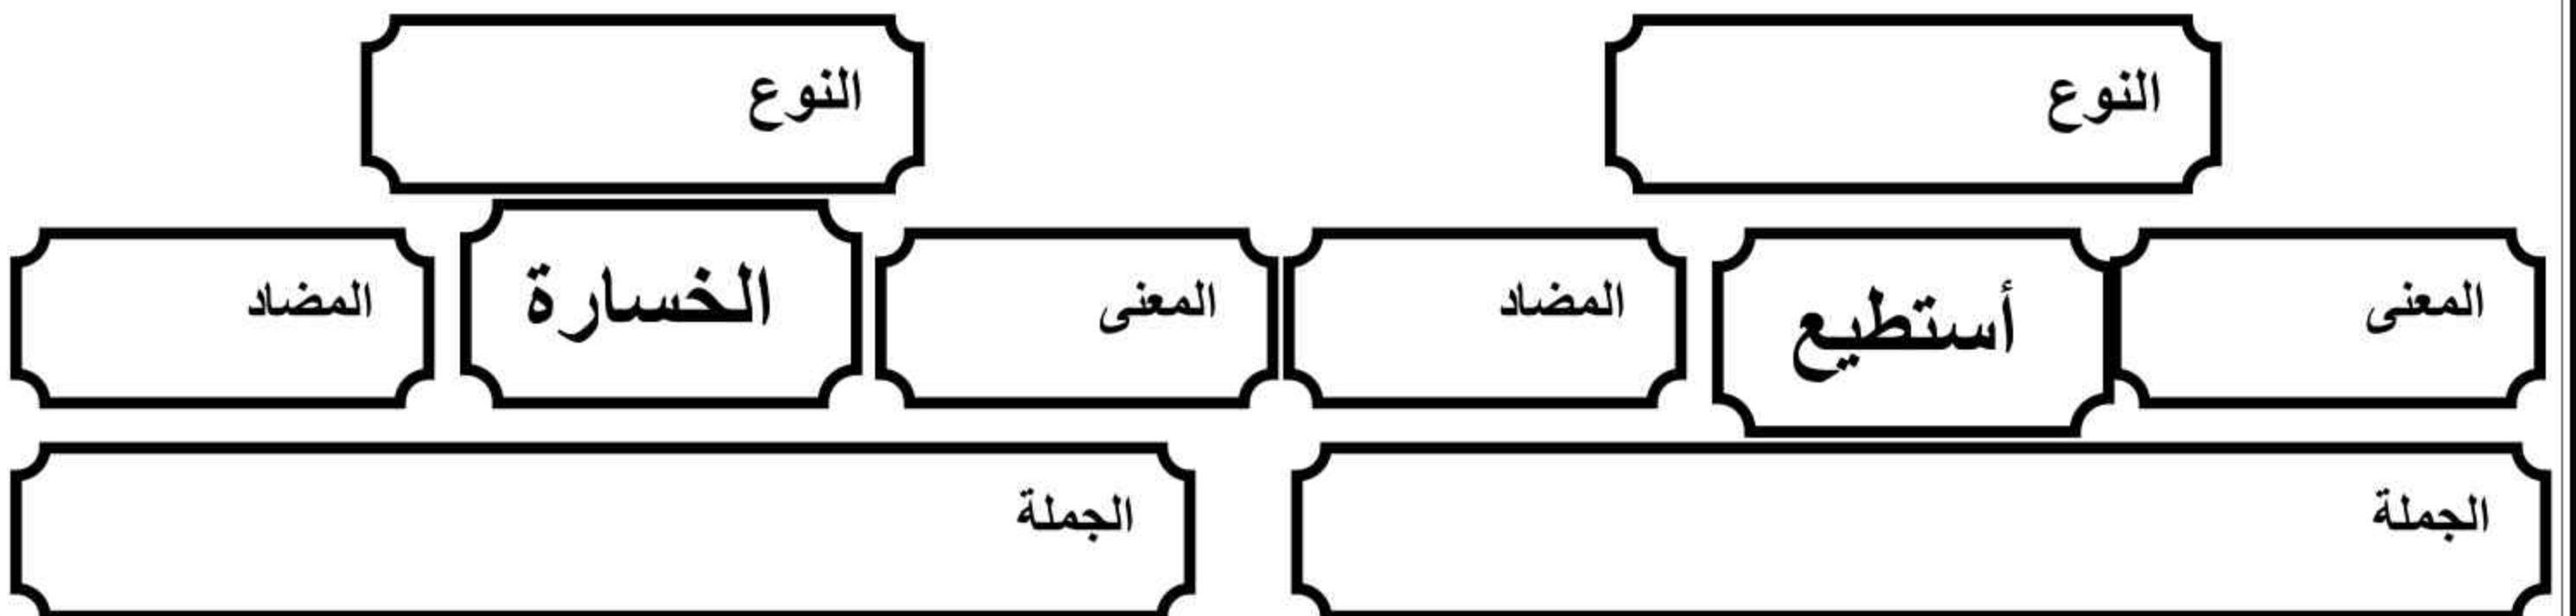 النوع النوع
المعنى أستطيع المضاد المعنى الخسارة المضاد
الجملة الجملة